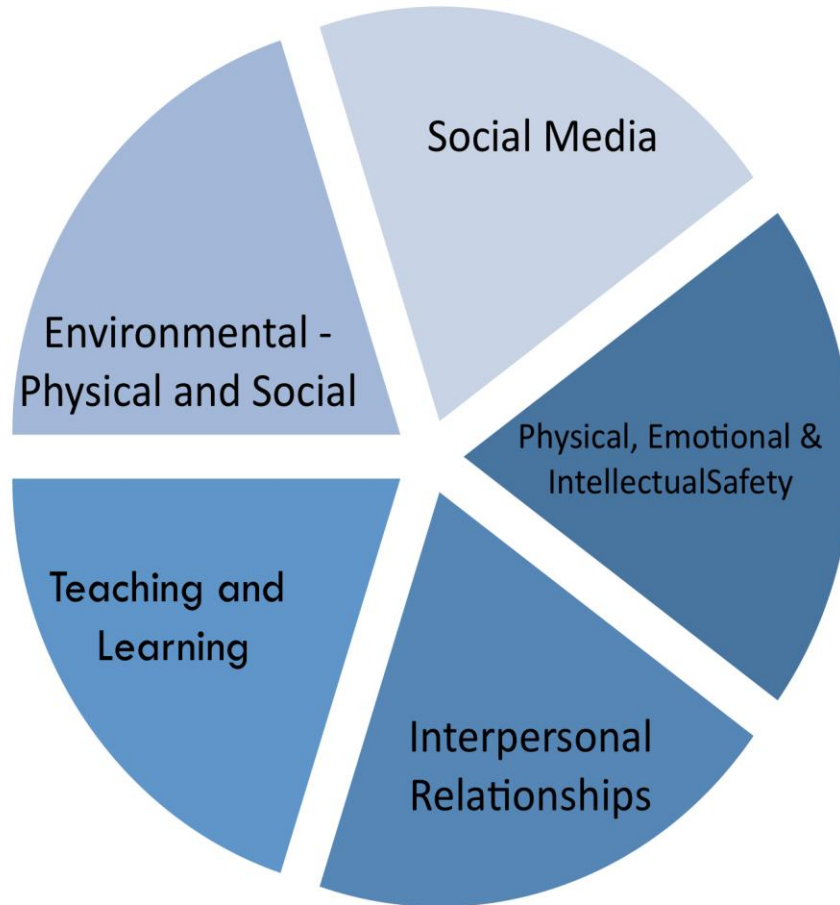 Social Media
Environmental -
Physical and Social
Physical, Emotional &
IntellectualSafety
Teaching and
Learning
Interpersonal
Relationships